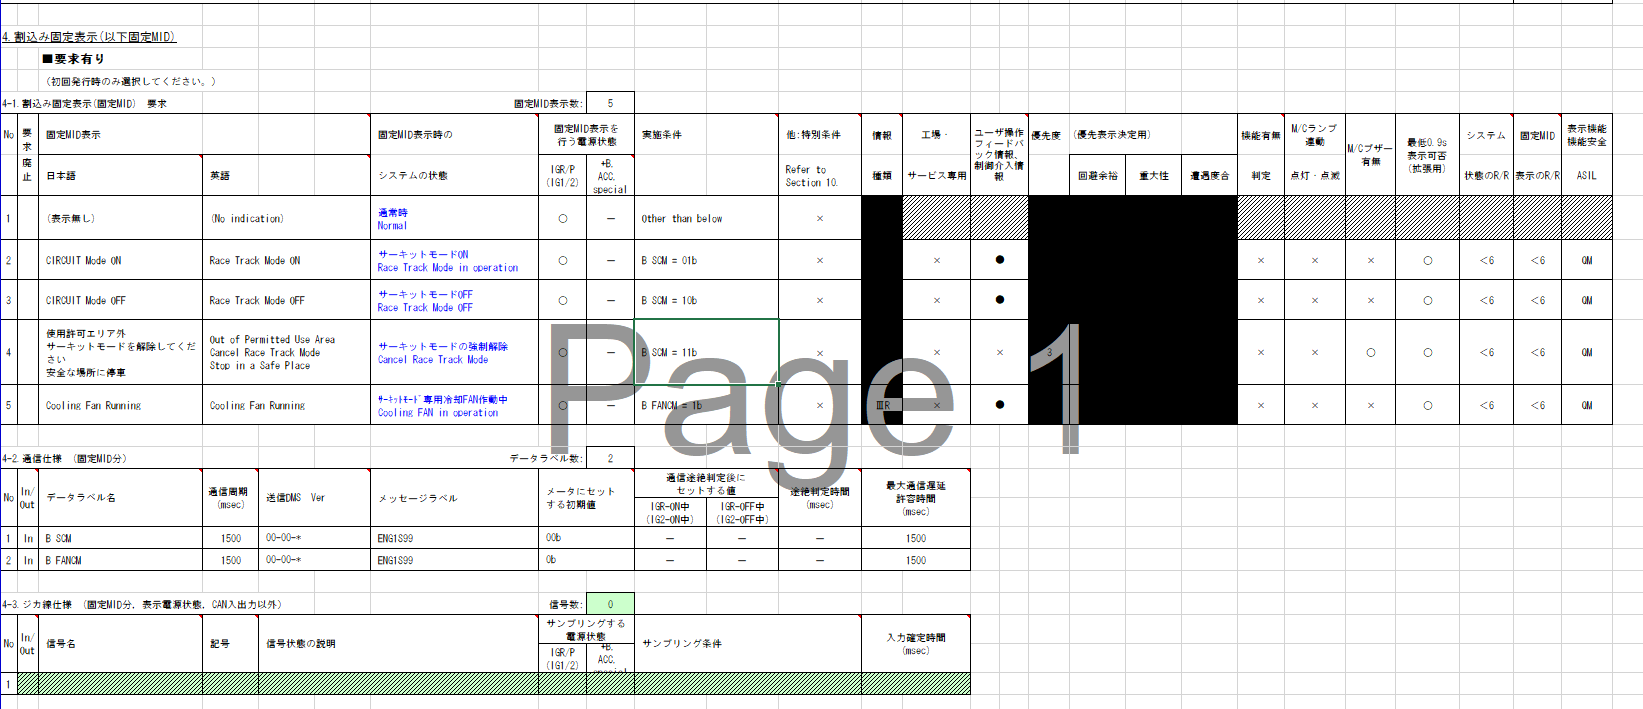 4. 割込み固定表示(以下固定MID)
■要求有り
（初回発行時のみ選択してください。）
4-1. 割込み固定表示(固定MID) 要求 固定MID表示数: 5
No 要求 廃止 固定MID表示 日本語 英語 固定MID表示時の システムの状態 固定MID表示を行う電源状態 IGR/P (IG1/2) +B, ACC, special 実施条件 他:特別条件 Refer to Section 10. 情報 種類 工場・ サービス専用 ユーザ操作フィードバック情報、制御介入情報 優先度 (優先表示決定用) 回避余裕 重大性 遭遇度合 機能有無 判定 M/Cランプ連動 点灯・点滅 M/Cブザー有無 最低0.9s表示可否 (拡張用) システム 状態のR/R 固定MID 表示のR/R 表示機能 機能安全 ASIL
1 (表示無し) (No indication) 通常時 Normal ○ － Other than below ×
2 CIRCUIT Mode ON Race Track Mode ON サーキットモードON Race Track Mode in operation ○ － B SCM = 01b × × ● × × × ○ <6 <6 QM
3 CIRCUIT Mode OFF Race Track Mode OFF サーキットモードOFF Race Track Mode OFF ○ － B SCM = 10b × × ● × × × ○ <6 <6 QM
4 使用許可エリア外 サーキットモードを解除してください 安全な場所に停車 Out of Permitted Use Area Cancel Race Track Mode Stop in a Safe Place サーキットモードの強制解除 Cancel Race Track Mode ○ － B SCM = 11b × × × 3 × × ○ ○ <6 <6 QM
5 Cooling Fan Running Cooling Fan Running ｻｰｷｯﾄﾓｰﾄﾞ専用冷却FAN作動中 Cooling FAN in operation ○ － B FANCM = 1b × ⅢR × ● × × × ○ <6 <6 QM
Page 1
4-2. 通信仕様 (固定MID分) データラベル数: 2
No In/Out データラベル名 通信周期 (msec) 送信DMS Ver メッセージラベル メータにセットする初期値 通信途絶判定後にセットする値 IGR-ON中 (IG2-ON中) IGR-OFF中 (IG2-OFF中) 途絶判定時間 (msec) 最大通信遅延許容時間 (msec)
1 In B SCM 1500 00-00-* ENG1S99 00b － － － 1500
2 In B FANCM 1500 00-00-* ENG1S99 0b － － － 1500
4-3. ジカ線仕様 (固定MID分, 表示電源状態, CAN入出力以外) 信号数: 0
No In/Out 信号名 記号 信号状態の説明 サンプリングする電源状態 IGR/P (IG1/2) +B, ACC, special サンプリング条件 入力確定時間 (msec)
1